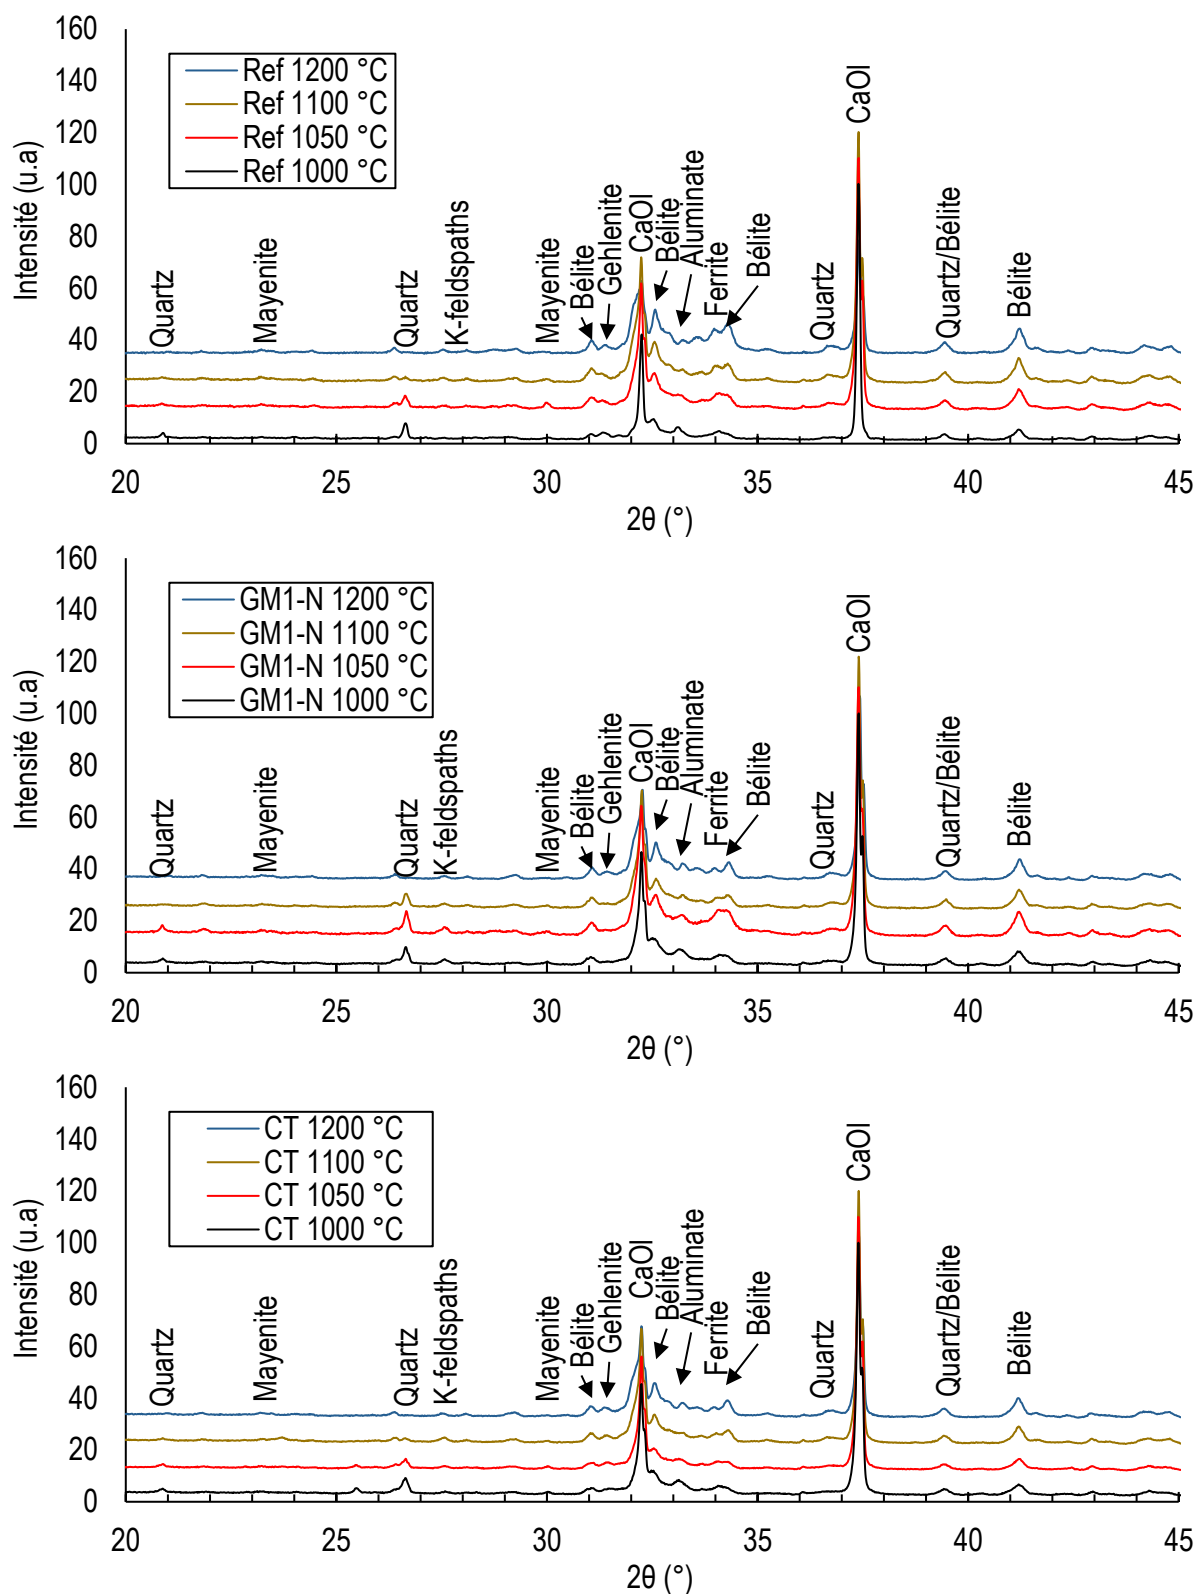 160
140
120
100
80
60
40
20
0
Intensité (u.a)
Ref 1200 °C
Ref 1100 °C
Ref 1050 °C
Ref 1000 °C
Quartz
Mayenite
Quartz
K-feldspaths
Mayenite
Bélite
Gehlenite
CaOl
Bélite
Aluminate
Ferrite
Bélite
Quartz
CaOl
Quartz/Bélite
Bélite
20 25 30 35 40 45
2θ (°)
160
140
120
100
80
60
40
20
0
Intensité (u.a)
GM1-N 1200 °C
GM1-N 1100 °C
GM1-N 1050 °C
GM1-N 1000 °C
Quartz
Mayenite
Quartz
K-feldspaths
Mayenite
Bélite
Gehlenite
CaOl
Bélite
Aluminate
Ferrite
Bélite
Quartz
CaOl
Quartz/Bélite
Bélite
20 25 30 35 40 45
2θ (°)
160
140
120
100
80
60
40
20
0
Intensité (u.a)
CT 1200 °C
CT 1100 °C
CT 1050 °C
CT 1000 °C
Quartz
Mayenite
Quartz
K-feldspaths
Mayenite
Bélite
Gehlenite
CaOl
Bélite
Aluminate
Ferrite
Bélite
Quartz
CaOl
Quartz/Bélite
Bélite
20 25 30 35 40 45
2θ (°)